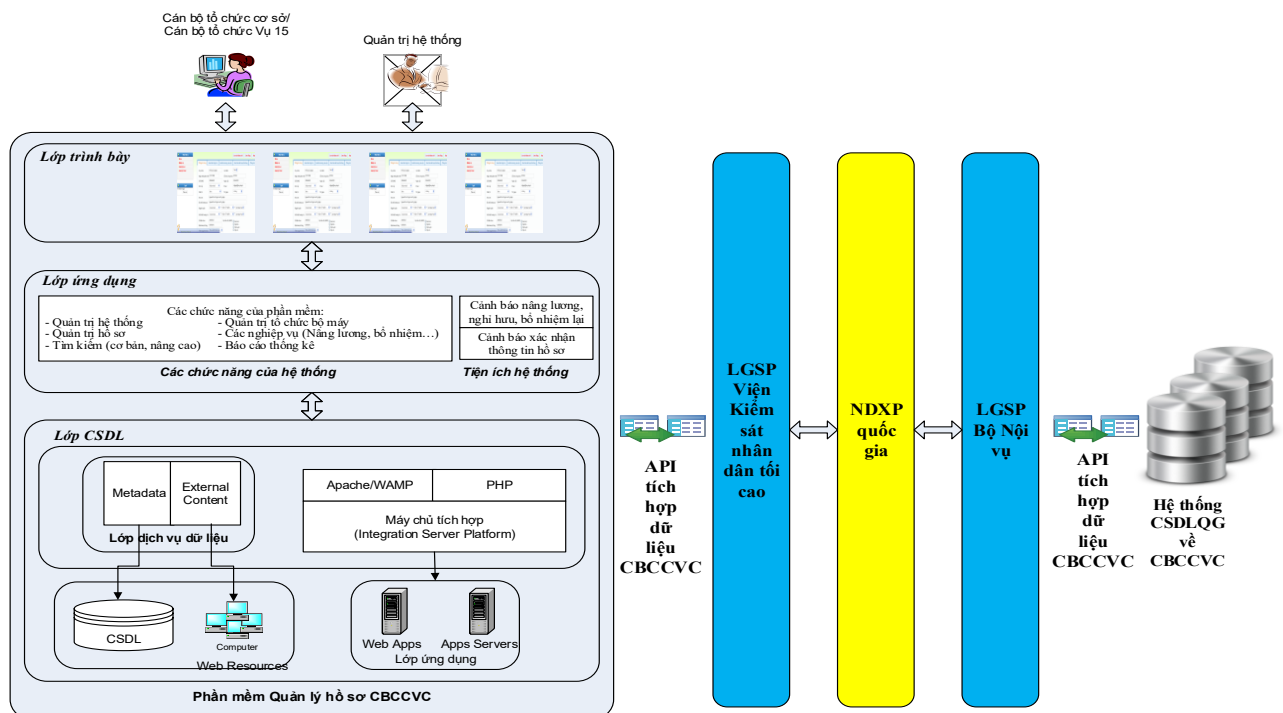 Cán bộ tổ chức cơ sở/
Cán bộ tổ chức Vụ 15
Quản trị hệ thống
Lớp trình bày
Lớp ứng dụng
Các chức năng của phần mềm:
- Quản trị hệ thống
- Quản trị hồ sơ
- Tìm kiếm (cơ bản, nâng cao)
- Quản trị tổ chức bộ máy
- Các nghiệp vụ (Nâng lương, bổ nhiệm…)
- Báo cáo thống kê
Các chức năng của hệ thống
Cảnh báo nâng lương,
nghỉ hưu, bổ nhiệm lại
Cảnh báo xác nhận
thông tin hồ sơ
Tiện ích hệ thống
Lớp CSDL
Metadata
External
Content
Lớp dịch vụ dữ liệu
Apache/WAMP
PHP
Máy chủ tích hợp
(Integration Server Platform)
CSDL
Computer
Web Resources
Web Apps
Apps Servers
Lớp ứng dụng
Phần mềm Quản lý hồ sơ CBCCVC
API
tích
hợp
dữ
liệu
CBCCVC
LGSP
Viện
Kiểm
sát
nhân
dân tối
cao
NDXP
quốc
gia
LGSP
Bộ Nội
vụ
API
tích
hợp
dữ
liệu
CBCCVC
Hệ thống
CSDLQG
về
CBCCVC